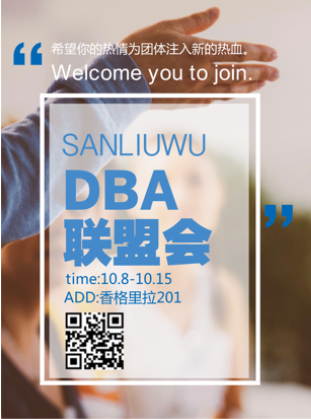 希望你的热情为团体注入新的热血。
Welcome you to join.
SANLIUWU
DBA
联盟会
time:10.8-10.15
ADD:香格里拉201